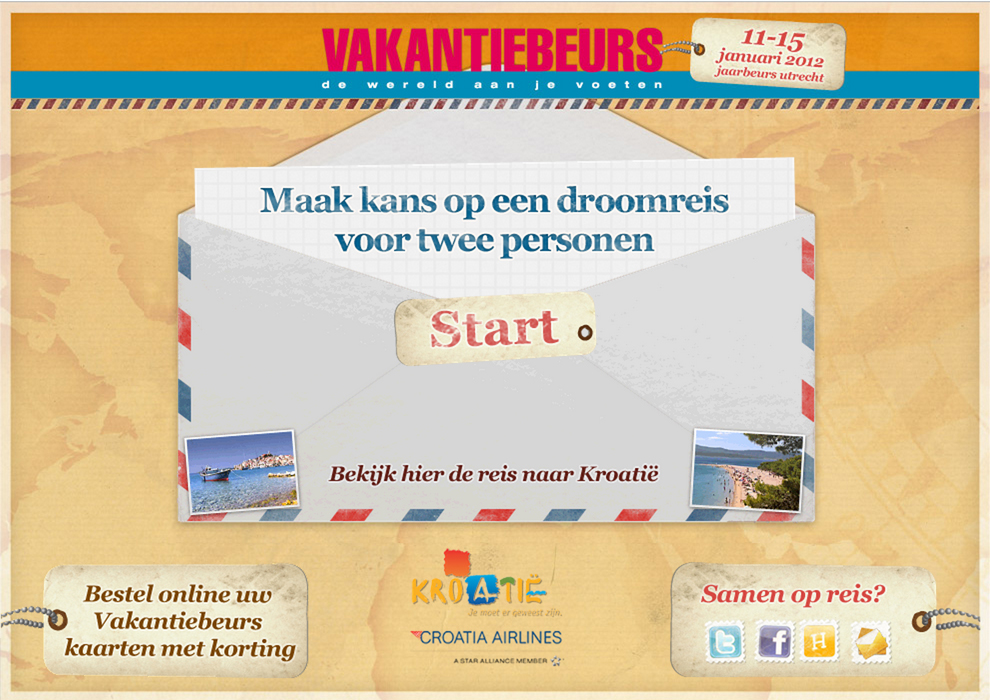 VAKANTIEBEURS
de wereld aan je voeten
11-15
januari 2012
jaarbeurs utrecht
Maak kans op een droomreis
voor twee personen
Start
Bekijk hier de reis naar Kroatië
Bestel online uw
Vakantiebeurs
kaarten met korting
KROATIË
Je moet er geweest zijn.
CROATIA AIRLINES
A STAR ALLIANCE MEMBER
Samen op reis?
t f H